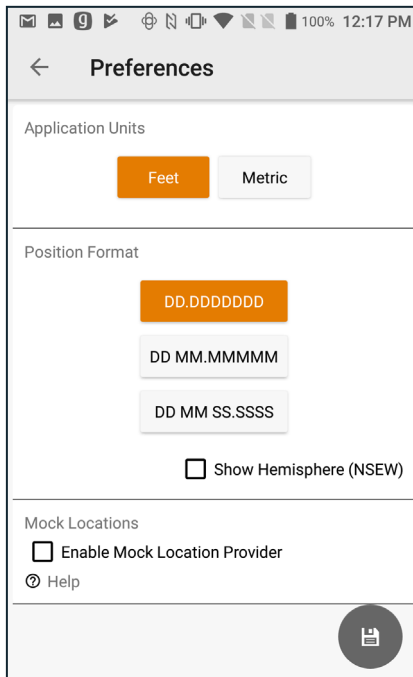 100% 12:17 PM
Preferences
Application Units
Feet Metric
Position Format
DD.DDDDDDD
DD MM.MMMMM
DD MM SS.SSSS
Show Hemisphere (NSEW)
Mock Locations
Enable Mock Location Provider
Help